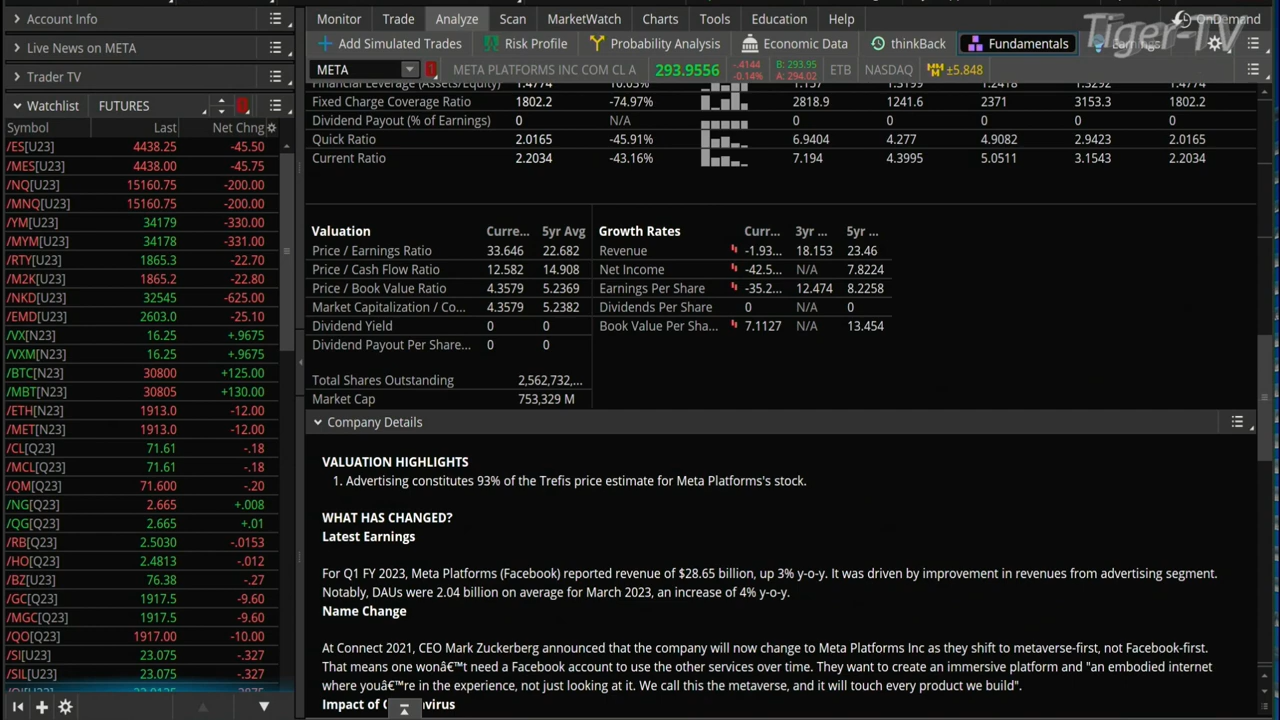 Account Info
Live News on META
Trader TV
Watchlist FUTURES
Symbol Last Net Chng
/ES[U23] 4438.25 -45.50
/MES[U23] 4438.00 -45.75
/NQ[U23] 15160.75 -200.00
/MNQ[U23] 15160.75 -200.00
/YM[U23] 34179 -330.00
/MYM[U23] 34178 -331.00
/RTY[U23] 1865.3 -22.70
/M2K[U23] 1865.2 -22.80
/NKD[U23] 32545 -625.00
/EMD[U23] 2603.0 -25.10
/VX[N23] 16.25 +.9675
/VXM[N23] 16.25 +.9675
/BTC[N23] 30800 +125.00
/MBT[N23] 30805 +130.00
/ETH[N23] 1913.0 -12.00
/MET[N23] 1913.0 -12.00
/CL[Q23] 71.61 -.18
/MCL[Q23] 71.61 -.18
/QM[Q23] 71.600 -.20
/NG[Q23] 2.665 +.008
/QG[Q23] 2.665 +.01
/RB[Q23] 2.5030 -.0153
/HO[Q23] 2.4813 -.012
/BZ[U23] 76.38 -.27
/GC[Q23] 1917.5 -9.60
/MGC[Q23] 1917.5 -9.60
/QO[Q23] 1917.00 -10.00
/SI[U23] 23.075 -.327
/SIL[U23] 23.075 -.327
Monitor Trade Analyze Scan MarketWatch Charts Tools Education Help
Tiger-TV
OnDemand
Add Simulated Trades Risk Profile Probability Analysis Economic Data thinkBack Fundamentals Earnings
META META PLATFORMS INC COM CL A 293.9556 -.4144 -0.14% B: 293.95 A: 294.02 ETB NASDAQ ±5.848
Financial Leverage (Assets/Equity)
Fixed Charge Coverage Ratio 1802.2 -74.97% 2818.9 1241.6 2371 3153.3 1802.2
Dividend Payout (% of Earnings) 0 N/A 0 0 0 0 0
Quick Ratio 2.0165 -45.91% 6.9404 4.277 4.9082 2.9423 2.0165
Current Ratio 2.2034 -43.16% 7.194 4.3995 5.0511 3.1543 2.2034
Valuation Curre... 5yr Avg
Price / Earnings Ratio 33.646 22.682
Price / Cash Flow Ratio 12.582 14.908
Price / Book Value Ratio 4.3579 5.2369
Market Capitalization / Co... 4.3579 5.2382
Dividend Yield 0 0
Dividend Payout Per Share... 0 0
Total Shares Outstanding 2,562,732,...
Market Cap 753,329 M
Growth Rates Curr... 3yr ... 5yr ...
Revenue -1.93... 18.153 23.46
Net Income -42.5... N/A 7.8224
Earnings Per Share -35.2... 12.474 8.2258
Dividends Per Share 0 N/A 0
Book Value Per Sha... 7.1127 N/A 13.454
Company Details
VALUATION HIGHLIGHTS
1. Advertising constitutes 93% of the Trefis price estimate for Meta Platforms's stock.
WHAT HAS CHANGED?
Latest Earnings
For Q1 FY 2023, Meta Platforms (Facebook) reported revenue of $28.65 billion, up 3% y-o-y. It was driven by improvement in revenues from advertising segment.
Notably, DAUs were 2.04 billion on average for March 2023, an increase of 4% y-o-y.
Name Change
At Connect 2021, CEO Mark Zuckerberg announced that the company will now change to Meta Platforms Inc as they shift to metaverse-first, not Facebook-first.
That means one wonâ€™t need a Facebook account to use the other services over time. They want to create an immersive platform and "an embodied internet
where youâ€™re in the experience, not just looking at it. We call this the metaverse, and it will touch every product we build".
Impact of